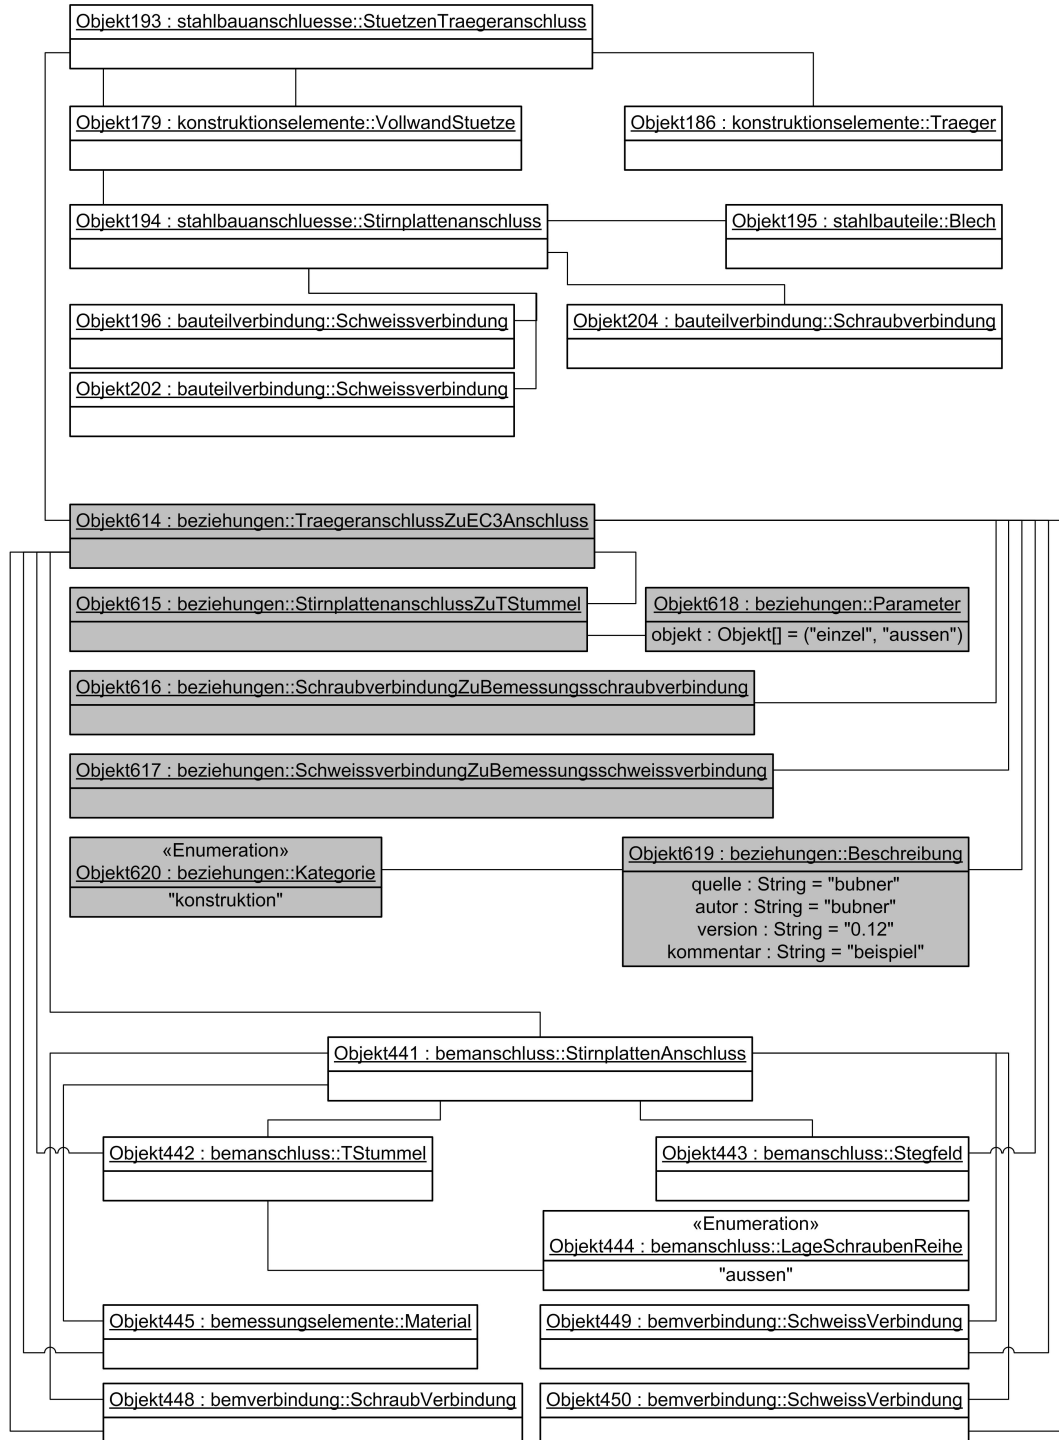 Objekt193 : stahlbauanschluesse::StuetzenTraegeranschluss
Objekt179 : konstruktionselemente::VollwandStuetze
Objekt186 : konstruktionselemente::Traeger
Objekt194 : stahlbauanschluesse::Stirnplattenanschluss
Objekt195 : stahlbauteile::Blech
Objekt196 : bauteilverbindung::Schweissverbindung
Objekt204 : bauteilverbindung::Schraubverbindung
Objekt202 : bauteilverbindung::Schweissverbindung
Objekt614 : beziehungen::TraegeranschlussZuEC3Anschluss
Objekt615 : beziehungen::StirnplattenanschlussZuTStummel
Objekt618 : beziehungen::Parameter
objekt : Objekt[] = ("einzel", "aussen")
Objekt616 : beziehungen::SchraubverbindungZuBemessungsschraubverbindung
Objekt617 : beziehungen::SchweissverbindungZuBemessungsschweissverbindung
«Enumeration»
Objekt620 : beziehungen::Kategorie
"konstruktion"
Objekt619 : beziehungen::Beschreibung
quelle : String = "bubner"
autor : String = "bubner"
version : String = "0.12"
kommentar : String = "beispiel"
Objekt441 : bemanschluss::StirnplattenAnschluss
Objekt442 : bemanschluss::TStummel
Objekt443 : bemanschluss::Stegfeld
«Enumeration»
Objekt444 : bemanschluss::LageSchraubenReihe
"aussen"
Objekt445 : bemessungselemente::Material
Objekt449 : bemverbindung::SchweissVerbindung
Objekt448 : bemverbindung::SchraubVerbindung
Objekt450 : bemverbindung::SchweissVerbindung